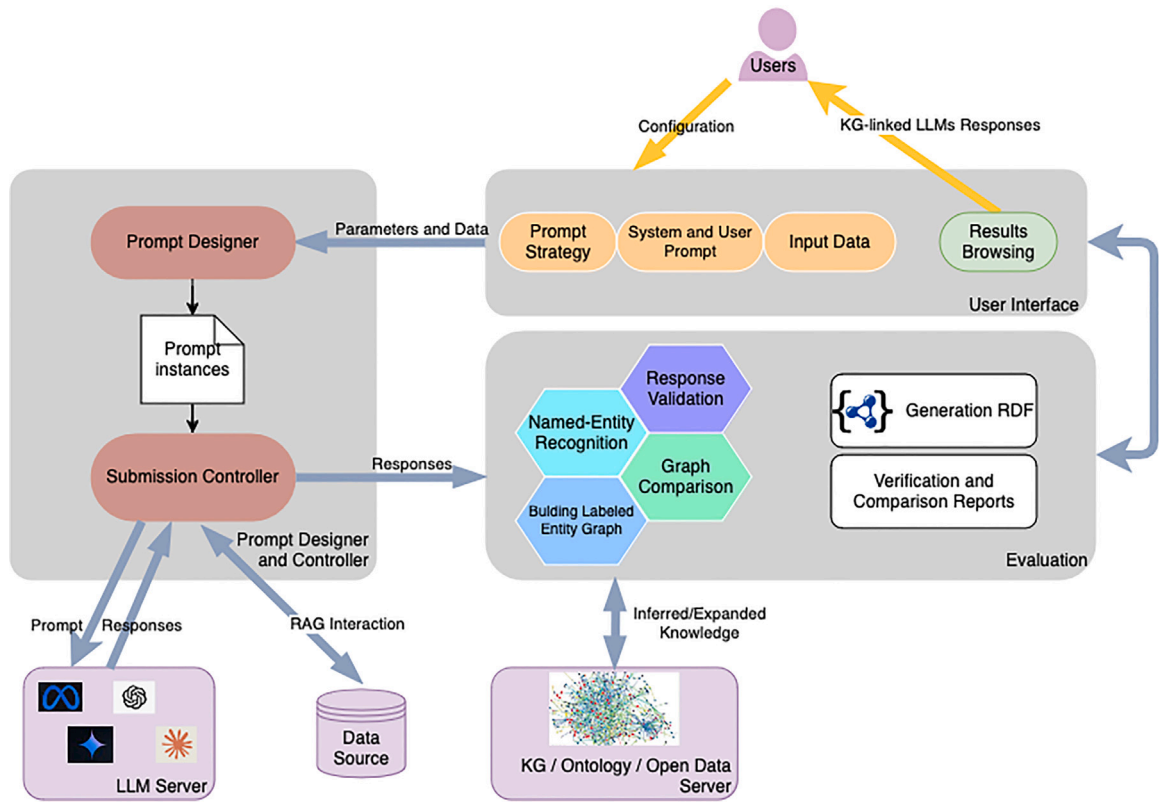 Users
Configuration
KG-linked LLMs Responses
Prompt Designer
Parameters and Data
Prompt
Strategy
System and User
Prompt
Input Data
Results
Browsing
User Interface
Prompt
instances
Response
Validation
Named-Entity
Recognition
Graph
Comparison
Bulding Labeled
Entity Graph
{ } Generation RDF
Verification and
Comparison Reports
Evaluation
Submission Controller
Responses
Prompt Designer
and Controller
Prompt
Responses
RAG Interaction
Inferred/Expanded
Knowledge
LLM Server
Data
Source
KG / Ontology / Open Data
Server